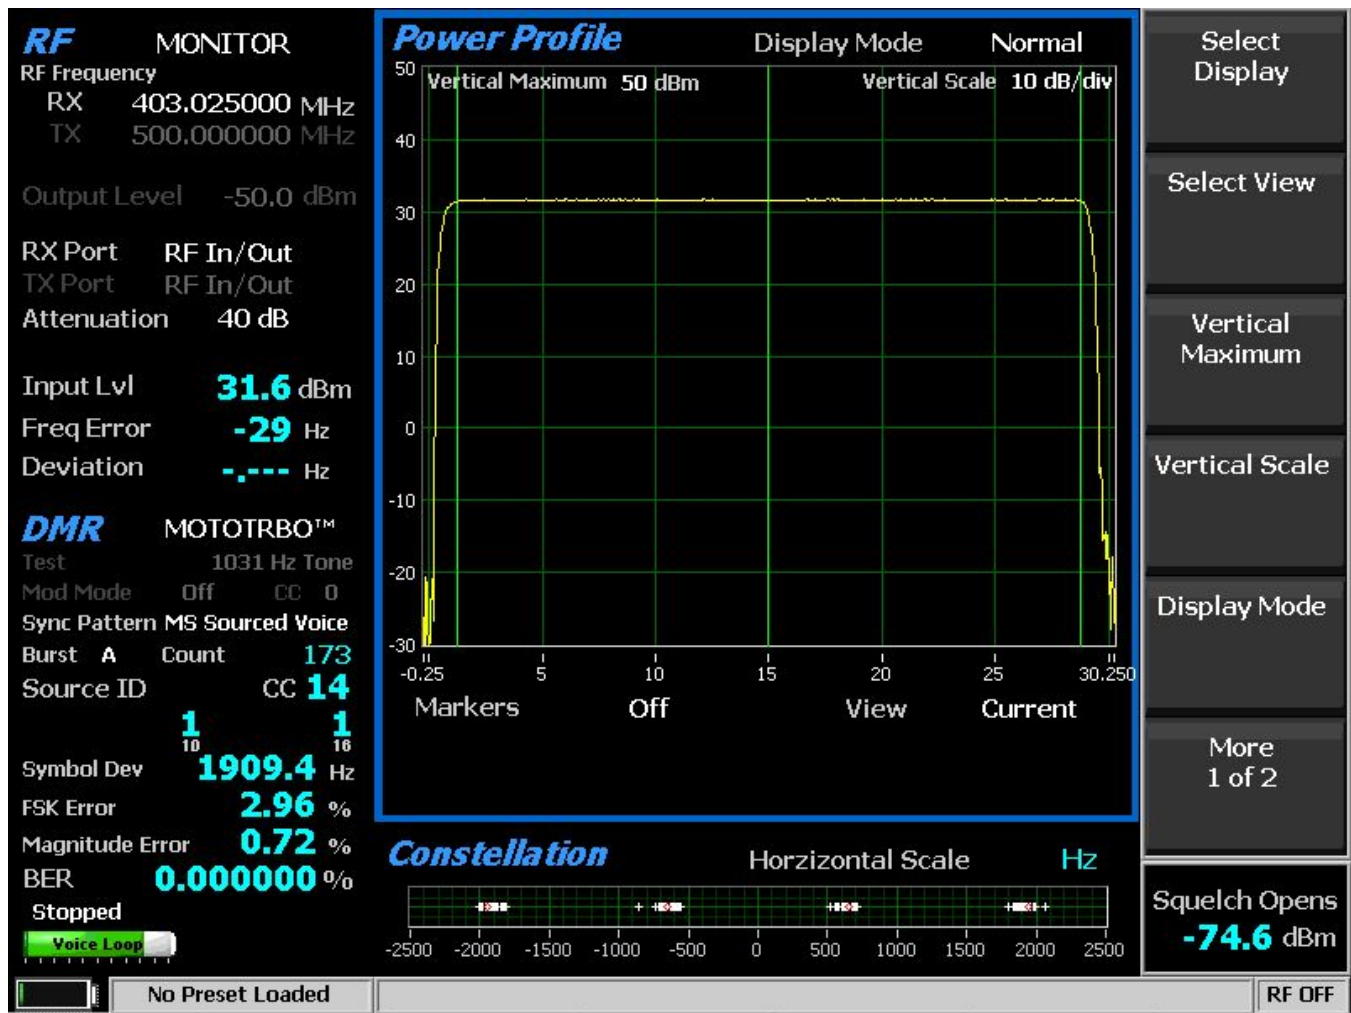 RF MONITOR
RF Frequency
RX 403.025000 MHz
TX 500.000000 MHz
Output Level -50.0 dBm
RX Port RF In/Out
TX Port RF In/Out
Attenuation 40 dB
Input Lvl 31.6 dBm
Freq Error -29 Hz
Deviation -.--- Hz
DMR MOTOTRBO™
Test 1031 Hz Tone
Mod Mode Off CC 0
Sync Pattern MS Sourced Voice
Burst A Count 173
Source ID CC 14
1 1
10 16
Symbol Dev 1909.4 Hz
FSK Error 2.96 %
Magnitude Error 0.72 %
BER 0.000000 %
Stopped
Voice Loop
Power Profile Display Mode Normal
Vertical Maximum 50 dBm Vertical Scale 10 dB/div
50
40
30
20
10
0
-10
-20
-30
-0.25 5 10 15 20 25 30.250
Markers Off View Current
Constellation Horzizontal Scale Hz
-2500 -2000 -1500 -1000 -500 0 500 1000 1500 2000 2500
Select
Display
Select View
Vertical
Maximum
Vertical Scale
Display Mode
More
1 of 2
Squelch Opens
-74.6 dBm
No Preset Loaded
RF OFF